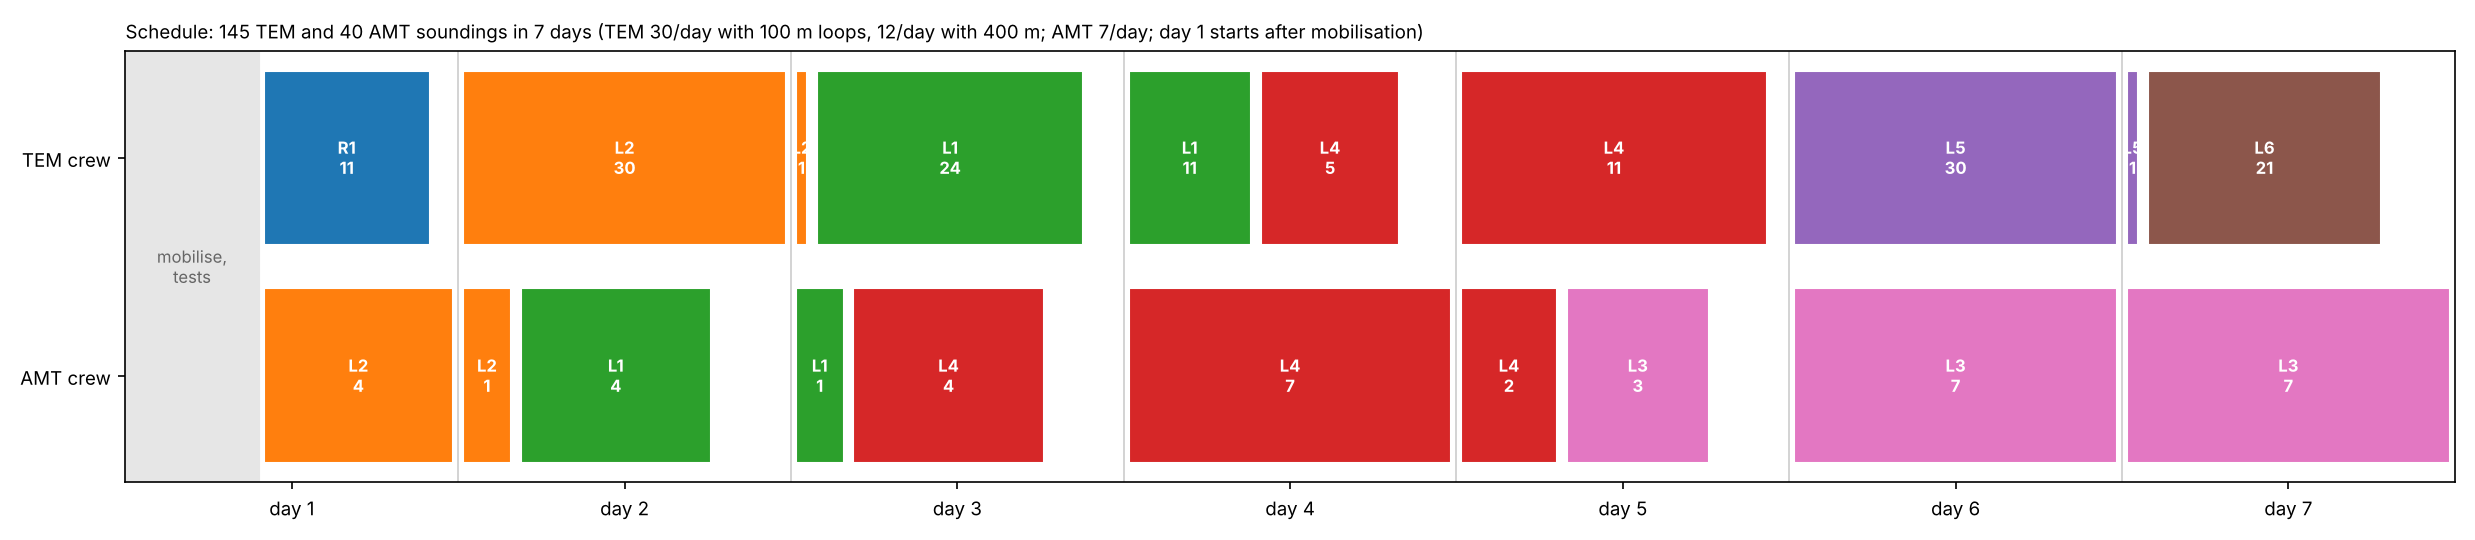 Schedule: 145 TEM and 40 AMT soundings in 7 days (TEM 30/day with 100 m loops, 12/day with 400 m; AMT 7/day; day 1 starts after mobilisation)
TEM crew
R1
11
L2
30
L2
1
L1
24
L1
11
L4
5
L4
11
L5
30
L5
1
L6
21
mobilise,
tests
AMT crew
L2
4
L2
1
L1
4
L1
1
L4
4
L4
7
L4
2
L3
3
L3
7
L3
7
day 1
day 2
day 3
day 4
day 5
day 6
day 7